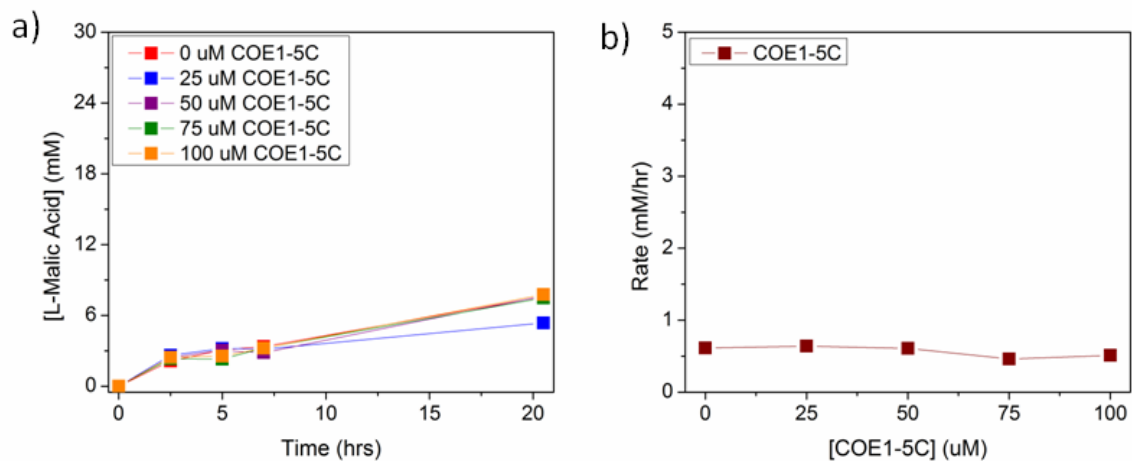 a)
30
24
18
12
6
0
[L-Malic Acid] (mM)
0 uM COE1-5C
25 uM COE1-5C
50 uM COE1-5C
75 uM COE1-5C
100 uM COE1-5C
0 5 10 15 20
Time (hrs)
b)
5
4
3
2
1
0
Rate (mM/hr)
COE1-5C
0 25 50 75 100
[COE1-5C] (uM)